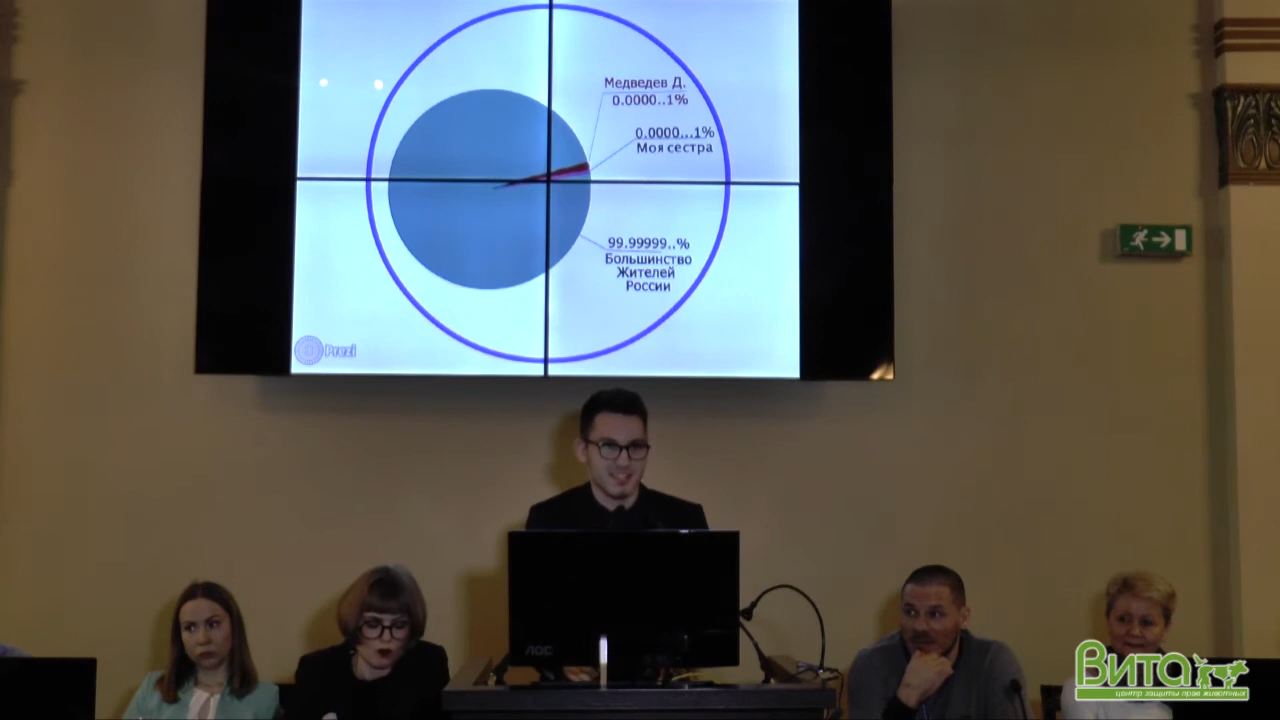 Медведев Д.
0.0000..1%
0.0000...1%
Моя сестра
99.99999..%
Большинство
Жителей
России
Prezi
AOC
Вита
центр защиты прав животных